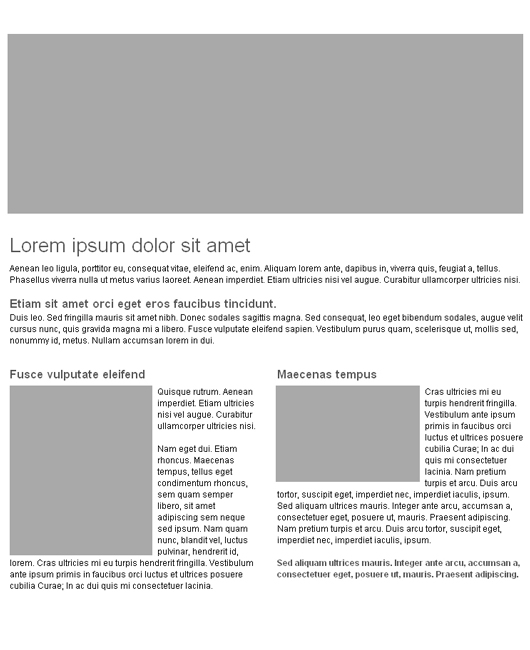 Lorem ipsum dolor sit amet
Aenean leo ligula, porttitor eu, consequat vitae, eleifend ac, enim. Aliquam lorem ante, dapibus in, viverra quis, feugiat a, tellus.
Phasellus viverra nulla ut metus varius laoreet. Aenean imperdiet. Etiam ultricies nisi vel augue. Curabitur ullamcorper ultricies nisi.
Etiam sit amet orci eget eros faucibus tincidunt.
Duis leo. Sed fringilla mauris sit amet nibh. Donec sodales sagittis magna. Sed consequat, leo eget bibendum sodales, augue velit
cursus nunc, quis gravida magna mi a libero. Fusce vulputate eleifend sapien. Vestibulum purus quam, scelerisque ut, mollis sed,
nonummy id, metus. Nullam accumsan lorem in dui.
Fusce vulputate eleifend
Quisque rutrum. Aenean
imperdiet. Etiam ultricies
nisi vel augue. Curabitur
ullamcorper ultricies nisi.
Nam eget dui. Etiam
rhoncus. Maecenas
tempus, tellus eget
condimentum rhoncus,
sem quam semper
libero, sit amet
adipiscing sem neque
sed ipsum. Nam quam
nunc, blandit vel, luctus
pulvinar, hendrerit id,
lorem. Cras ultricies mi eu turpis hendrerit fringilla. Vestibulum
ante ipsum primis in faucibus orci luctus et ultrices posuere
cubilia Curae; In ac dui quis mi consectetuer lacinia.
Maecenas tempus
Cras ultricies mi eu
turpis hendrerit fringilla.
Vestibulum ante ipsum
primis in faucibus orci
luctus et ultrices posuere
cubilia Curae; In ac dui
quis mi consectetuer
lacinia. Nam pretium
turpis et arcu. Duis arcu
tortor, suscipit eget, imperdiet nec, imperdiet iaculis, ipsum.
Sed aliquam ultrices mauris. Integer ante arcu, accumsan a,
consectetuer eget, posuere ut, mauris. Praesent adipiscing.
Nam pretium turpis et arcu. Duis arcu tortor, suscipit eget,
imperdiet nec, imperdiet iaculis, ipsum.
Sed aliquam ultrices mauris. Integer ante arcu, accumsan a,
consectetuer eget, posuere ut, mauris. Praesent adipiscing.